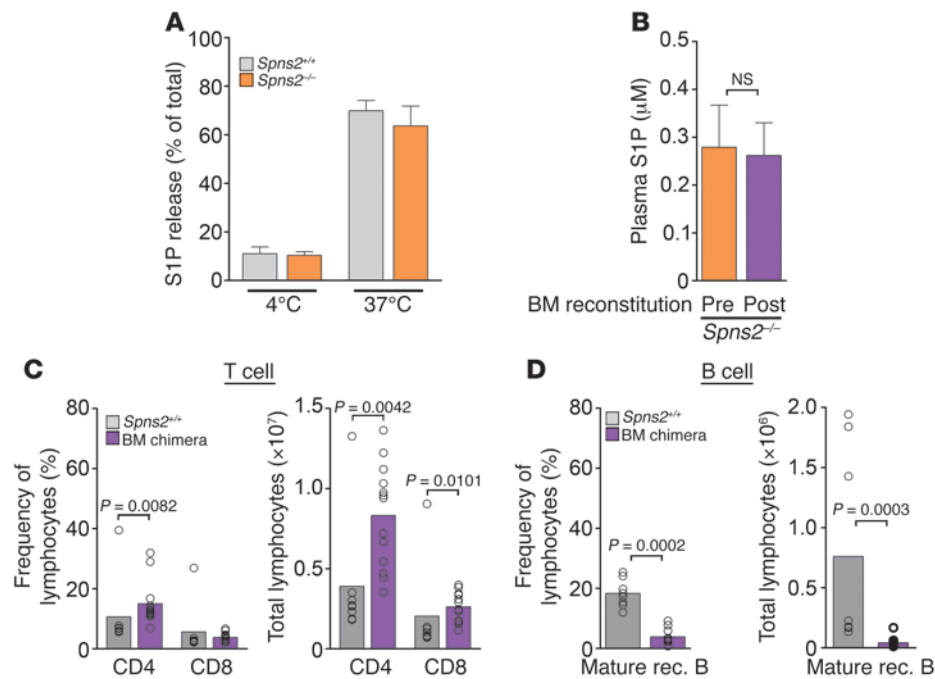 A
100
80
60
40
20
0
S1P release (% of total)
Spns2+/+
Spns2−/−
4°C
37°C
B
0.5
0.4
0.3
0.2
0.1
0
Plasma S1P (μM)
NS
BM reconstitution Pre Post
Spns2−/−
C
T cell
80
60
40
20
0
Frequency of
lymphocytes (%)
Spns2+/+
BM chimera
P = 0.0082
CD4 CD8
1.5
1.0
0.5
0
Total lymphocytes (×10⁷)
P = 0.0042
P = 0.0101
CD4 CD8
D
B cell
80
60
40
20
0
Frequency of
lymphocytes (%)
Spns2+/+
BM chimera
P = 0.0002
Mature rec. B
2.0
1.5
1.0
0.5
0
Total lymphocytes (×10⁶)
P = 0.0003
Mature rec. B